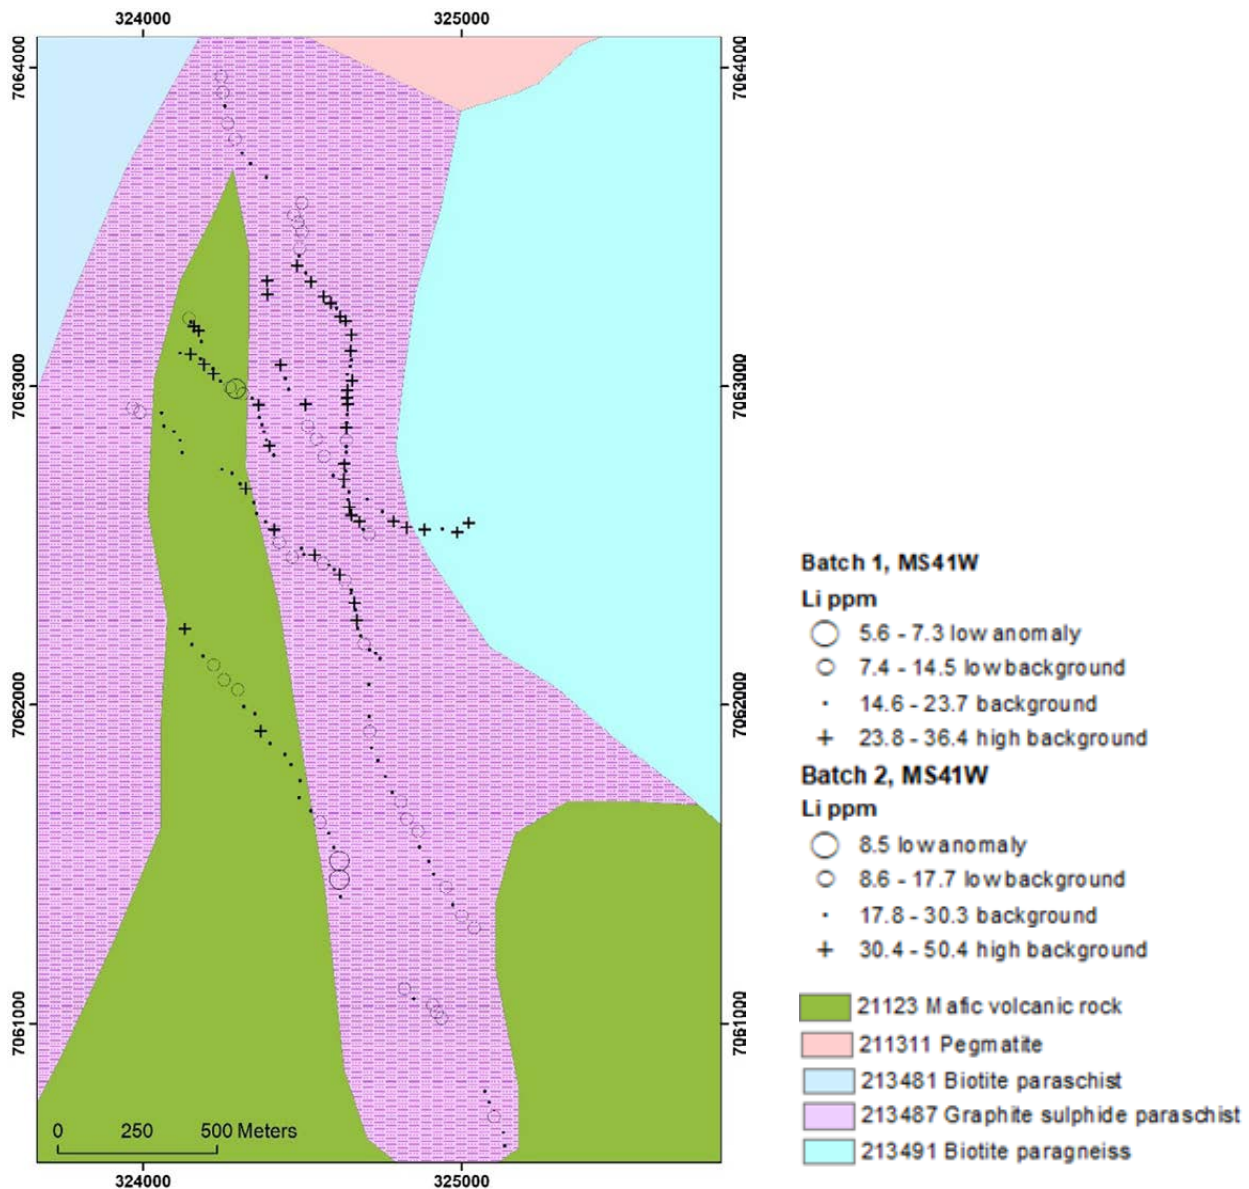 324000 325000
7064000 7064000
7063000 7063000
7062000 7062000
7061000 7061000
0 250 500 Meters
324000 325000
Batch 1, MS41W
Li ppm
5.6 - 7.3 low anomaly
7.4 - 14.5 low background
14.6 - 23.7 background
23.8 - 36.4 high background
Batch 2, MS41W
Li ppm
8.5 low anomaly
8.6 - 17.7 low background
17.8 - 30.3 background
30.4 - 50.4 high background
21123 Mafic volcanic rock
211311 Pegmatite
213481 Biotite paraschist
213487 Graphite sulphide paraschist
213491 Biotite paragneiss